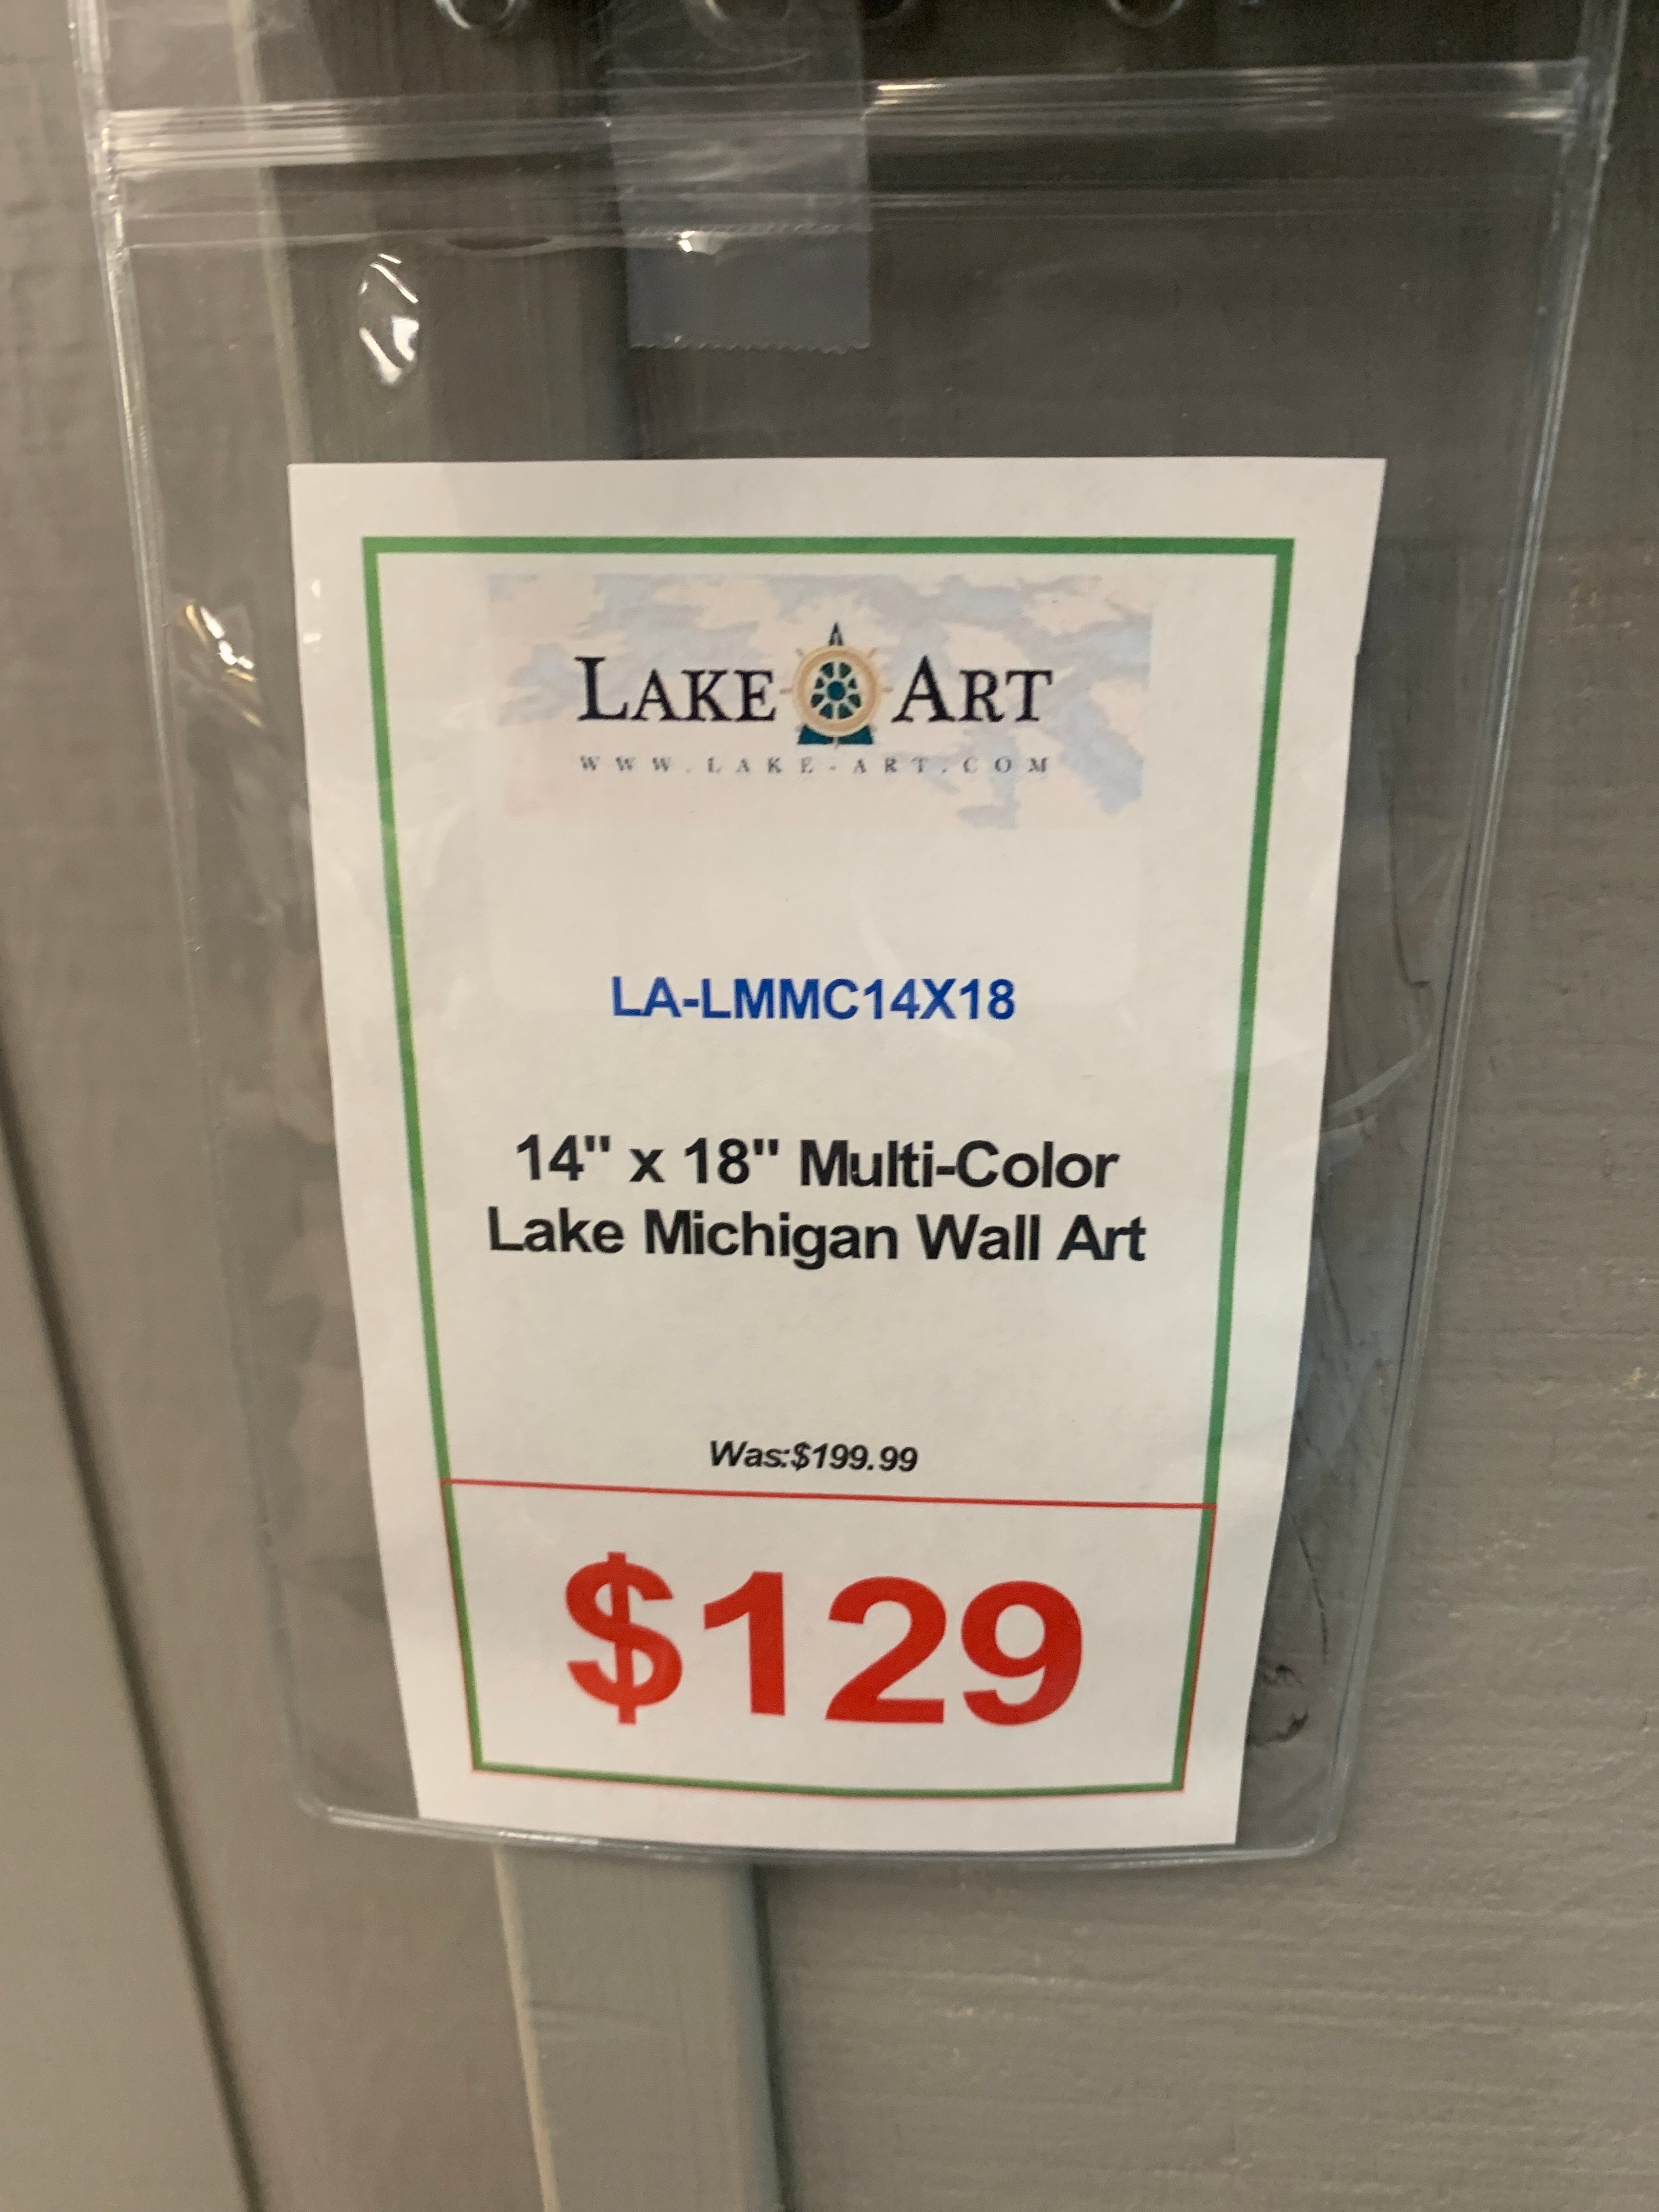 LAKE ART
WWW.LAKE-ART.COM
LA-LMMC14X18
14" x 18" Multi-Color
Lake Michigan Wall Art
Was:$199.99
$129